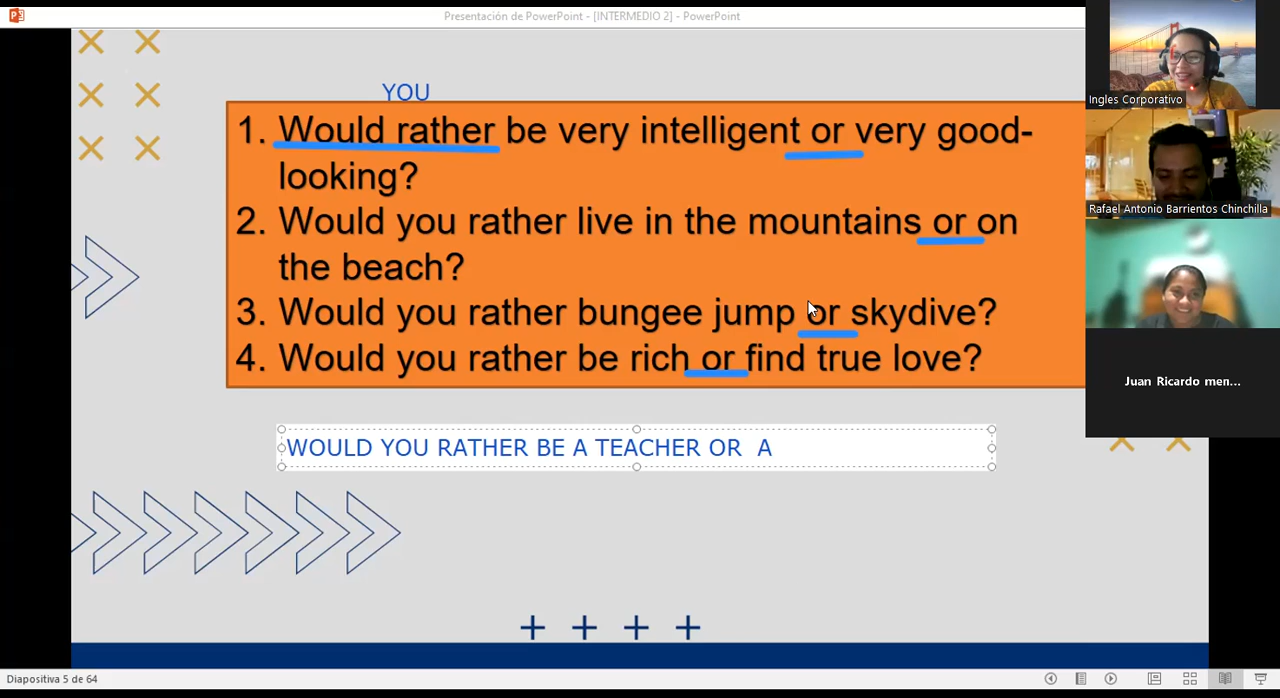 Presentación de PowerPoint - [INTERMEDIO 2] - PowerPoint
YOU
1. Would rather be very intelligent or very good-
looking?
2. Would you rather live in the mountains or on
the beach?
3. Would you rather bungee jump or skydive?
4. Would you rather be rich or find true love?
WOULD YOU RATHER BE A TEACHER OR A
Ingles Corporativo
Rafael Antonio Barrientos Chinchilla
Juan Ricardo men...
Diapositiva 5 de 64